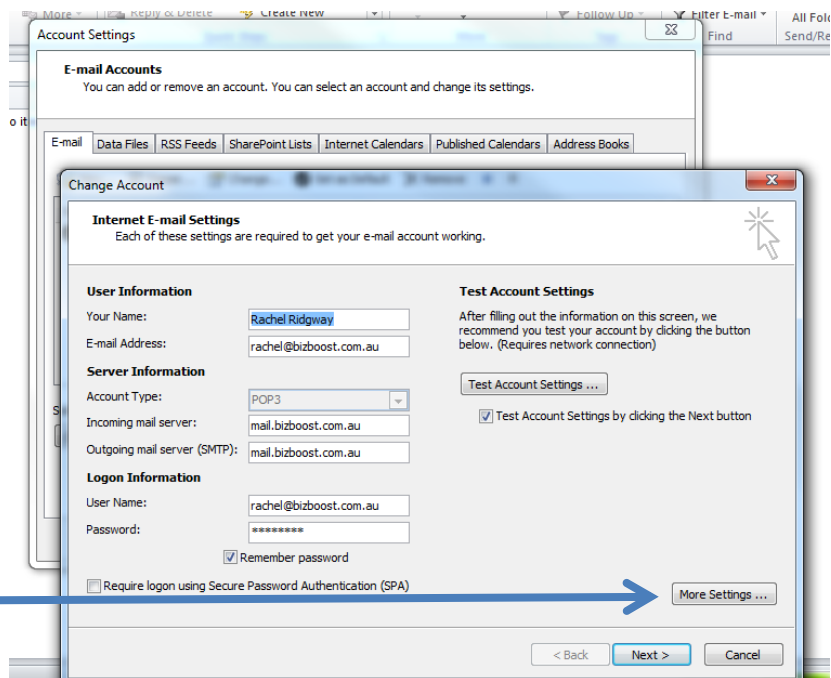 More Reply & Delete Create New Follow Up Filter E-mail All Fol
Account Settings Find Send/Re
E-mail Accounts
You can add or remove an account. You can select an account and change its settings.
o it
E-mail Data Files RSS Feeds SharePoint Lists Internet Calendars Published Calendars Address Books
Change Account
Internet E-mail Settings
Each of these settings are required to get your e-mail account working.
User Information
Your Name: Rachel Ridgway
E-mail Address: rachel@bizboost.com.au
Server Information
Account Type: POP3
Incoming mail server: mail.bizboost.com.au
Outgoing mail server (SMTP): mail.bizboost.com.au
Logon Information
User Name: rachel@bizboost.com.au
Password: ********
Remember password
Require logon using Secure Password Authentication (SPA)
Test Account Settings
After filling out the information on this screen, we
recommend you test your account by clicking the button
below. (Requires network connection)
Test Account Settings ...
Test Account Settings by clicking the Next button
More Settings ...
< Back Next > Cancel